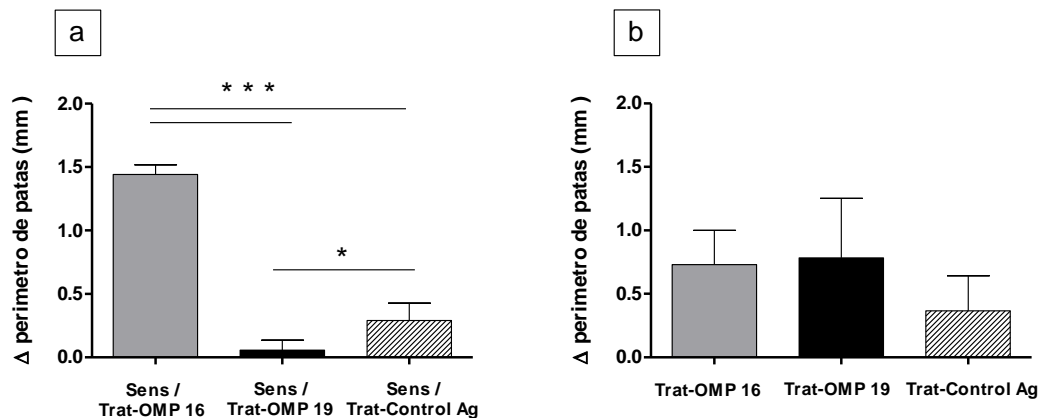 a
b
* * *
*
Δ perimetro de patas (mm )
2.0
1.5
1.0
0.5
0.0
Sens /
Trat-OMP 16
Sens /
Trat-OMP 19
Sens /
Trat-Control Ag
Δ perimetro de patas (mm )
2.0
1.5
1.0
0.5
0.0
Trat-OMP 16
Trat-OMP 19
Trat-Control Ag